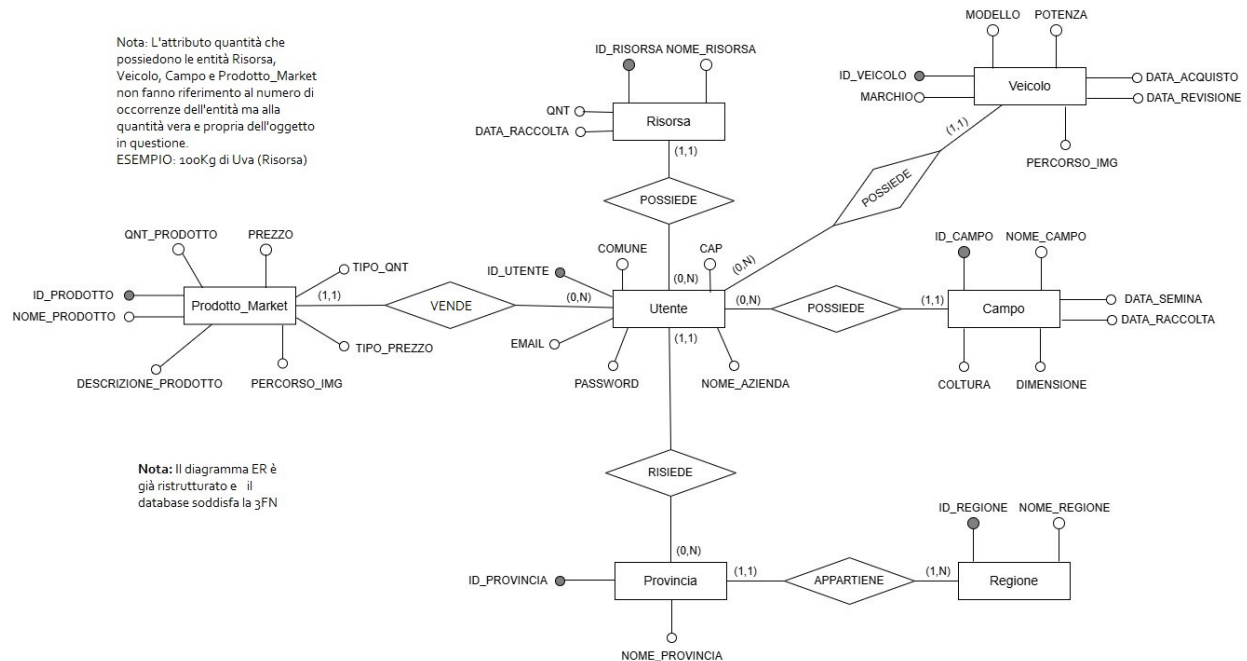 Nota: L'attributo quantità che
possiedono le entità Risorsa,
Veicolo, Campo e Prodotto_Market
non fanno riferimento al numero di
occorrenze dell'entità ma alla
quantità vera e propria dell'oggetto
in questione.
ESEMPIO: 100Kg di Uva (Risorsa)
MODELLO POTENZA
ID_VEICOLO
MARCHIO
Veicolo
DATA_ACQUISTO
DATA_REVISIONE
PERCORSO_IMG
(1,1)
POSSIEDE
(0,N)
ID_RISORSA NOME_RISORSA
QNT
DATA_RACCOLTA
Risorsa
(1,1)
POSSIEDE
(0,N)
QNT_PRODOTTO PREZZO
TIPO_QNT
ID_PRODOTTO
NOME_PRODOTTO
Prodotto_Market
TIPO_PREZZO
DESCRIZIONE_PRODOTTO PERCORSO_IMG
(1,1)
VENDE
(0,N)
COMUNE CAP
ID_UTENTE
Utente
EMAIL
PASSWORD NOME_AZIENDA
(0,N)
POSSIEDE
(1,1)
ID_CAMPO NOME_CAMPO
Campo
DATA_SEMINA
DATA_RACCOLTA
COLTURA DIMENSIONE
(1,1)
RISIEDE
(0,N)
Nota: Il diagramma ER è
già ristrutturato e il
database soddisfa la 3FN
ID_PROVINCIA
Provincia
NOME_PROVINCIA
(1,1)
APPARTIENE
(1,N)
ID_REGIONE NOME_REGIONE
Regione